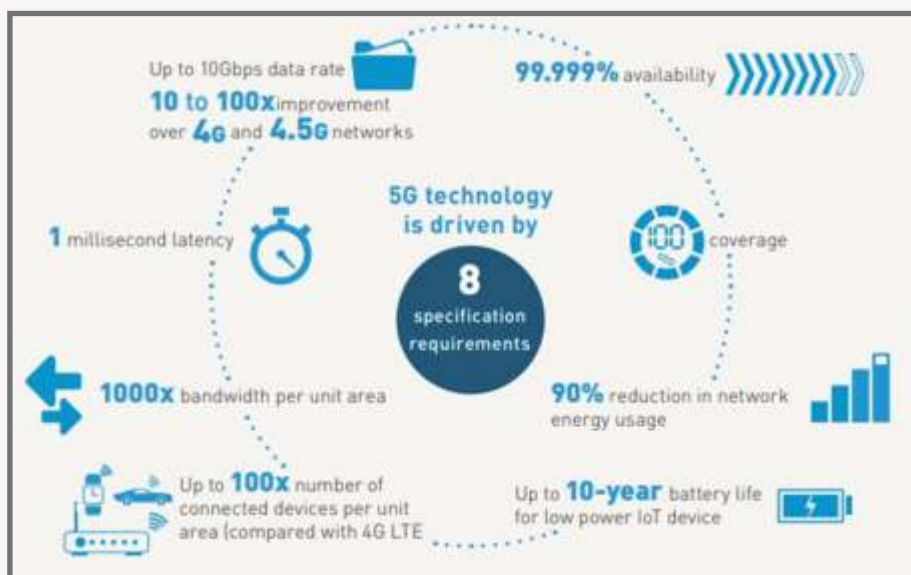 Up to 10Gbps data rate
10 to 100x improvement
over 4G and 4.5G networks
99.999% availability
5G technology
is driven by
8
specification
requirements
1 millisecond latency
100% coverage
1000x bandwidth per unit area
90% reduction in network
energy usage
Up to 100x number of
connected devices per unit
area (compared with 4G LTE
Up to 10-year battery life
for low power IoT device